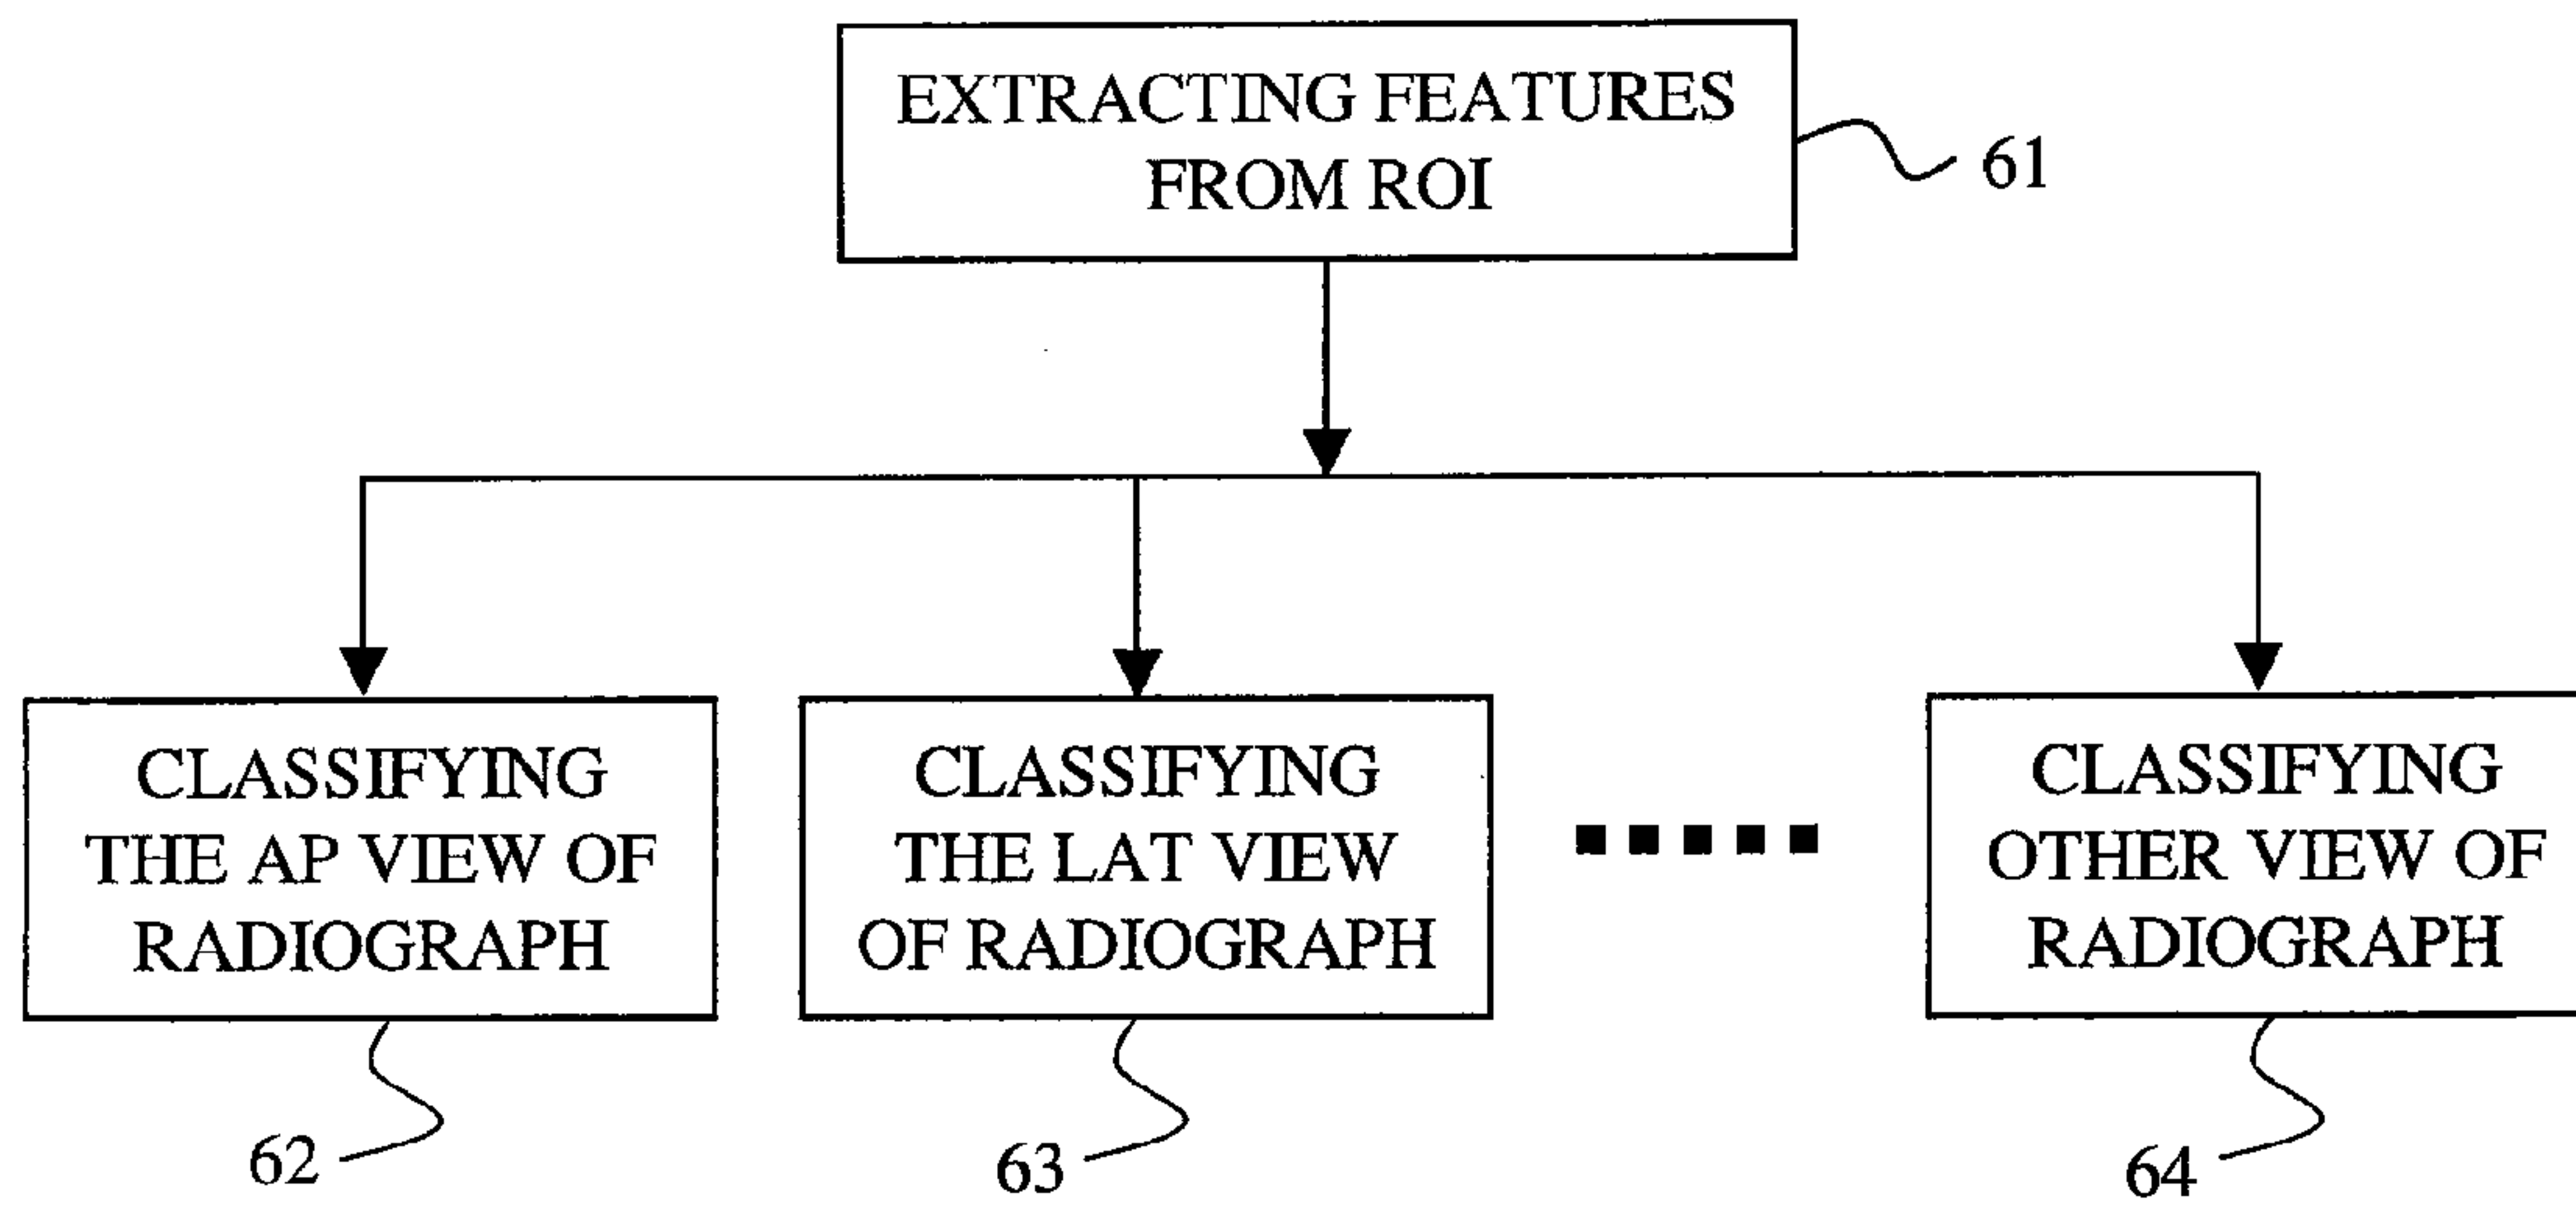 EXTRACTING FEATURES
FROM ROI
61
CLASSIFYING
THE AP VIEW OF
RADIOGRAPH
CLASSIFYING
THE LAT VIEW
OF RADIOGRAPH
CLASSIFYING
OTHER VIEW OF
RADIOGRAPH
62
63
64